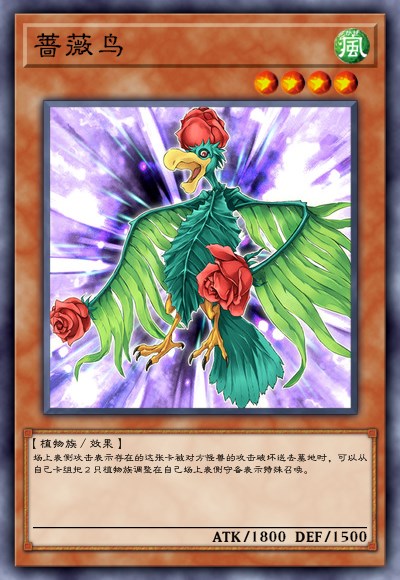 蔷薇鸟
風
【植物族／效果】
场上表侧攻击表示存在的这张卡被对方怪兽的攻击破坏送去墓地时，可以从
自己卡组把２只植物族调整在自己场上表侧守备表示特殊召唤。
ATK/1800 DEF/1500